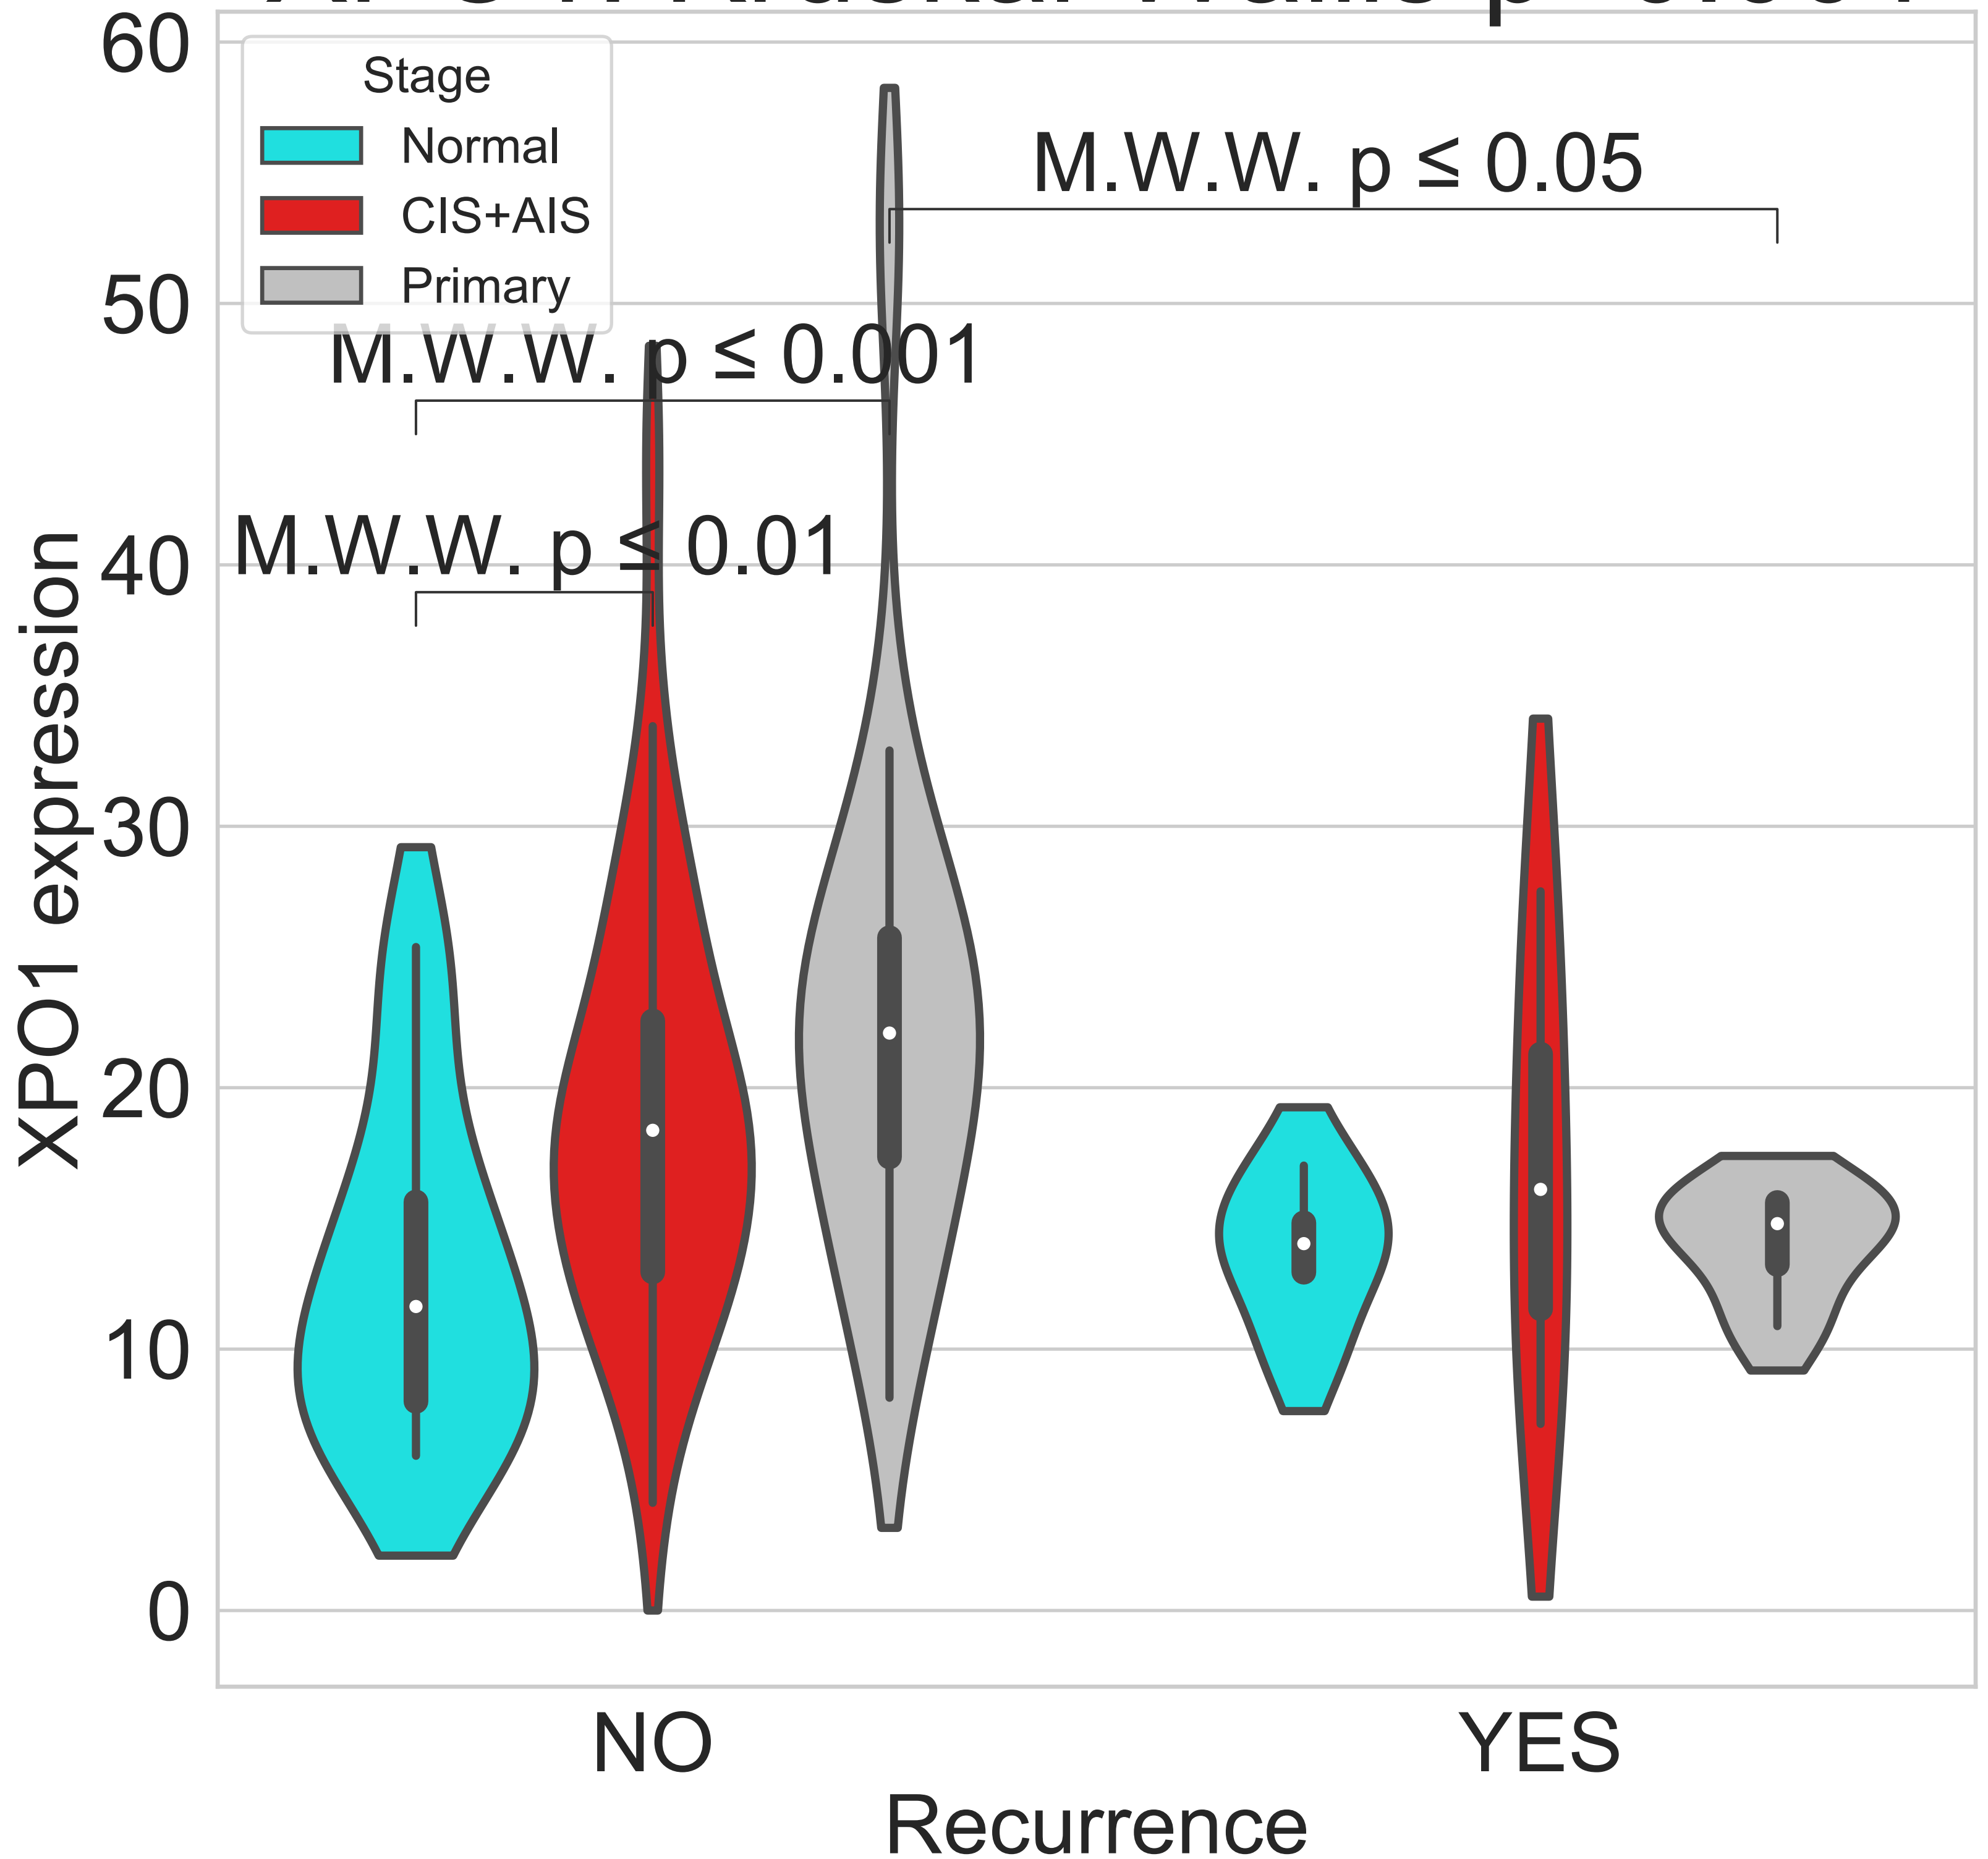 60
50
40
30
20
10
0
XPO1 expression
Stage
Normal
CIS+AIS
Primary
M.W.W. p ≤ 0.05
M.W.W. p ≤ 0.001
M.W.W. p ≤ 0.01
NO
YES
Recurrence